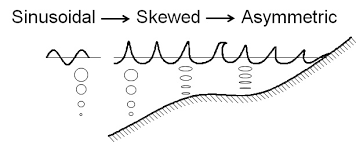 Sinusoidal → Skewed → Asymmetric